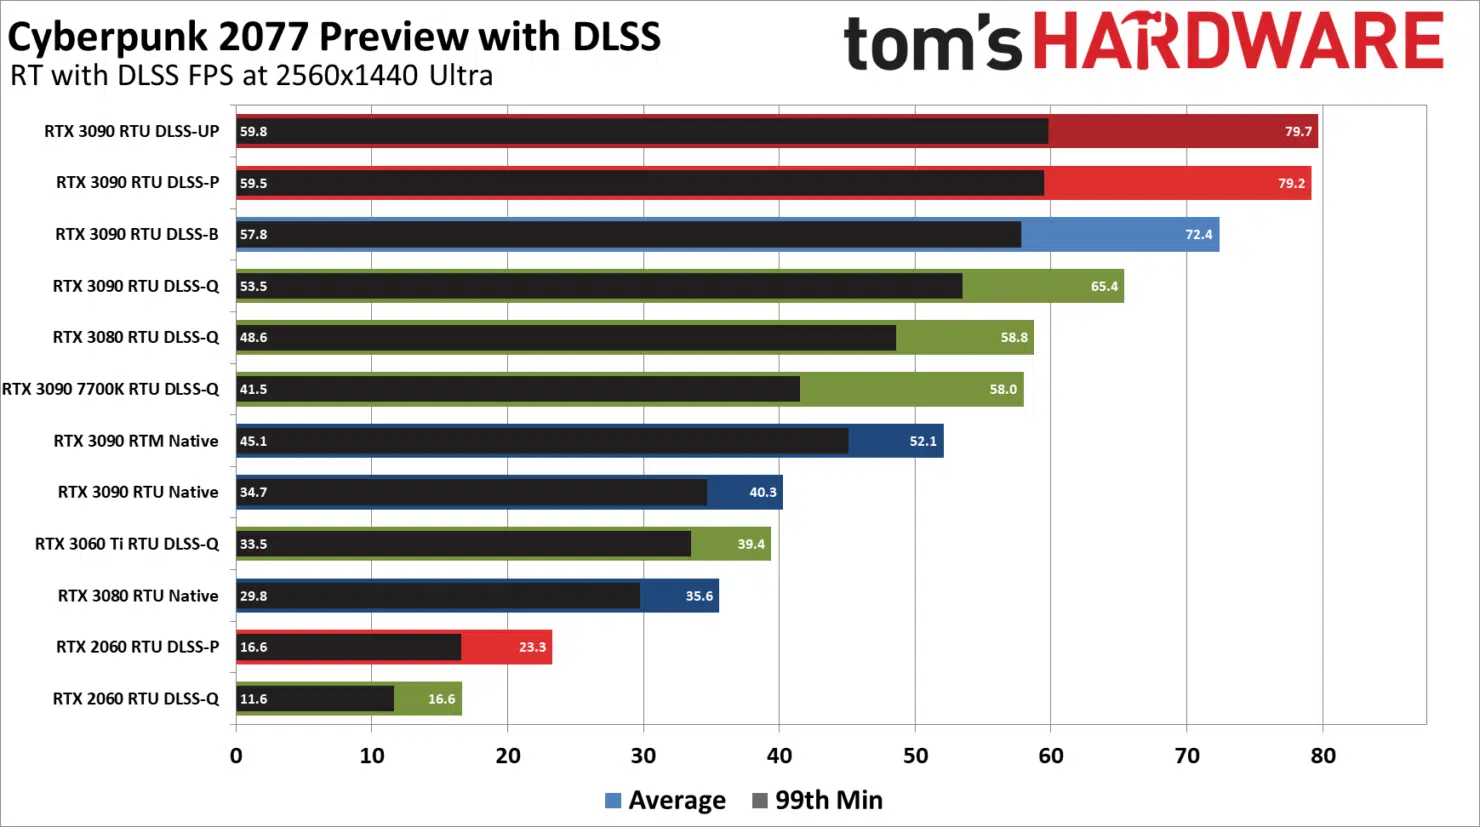 Cyberpunk 2077 Preview with DLSS
RT with DLSS FPS at 2560x1440 Ultra
tom's HARDWARE
RTX 3090 RTU DLSS-UP 59.8 79.7
RTX 3090 RTU DLSS-P 59.5 79.2
RTX 3090 RTU DLSS-B 57.8 72.4
RTX 3090 RTU DLSS-Q 53.5 65.4
RTX 3080 RTU DLSS-Q 48.6 58.8
RTX 3090 7700K RTU DLSS-Q 41.5 58.0
RTX 3090 RTM Native 45.1 52.1
RTX 3090 RTU Native 34.7 40.3
RTX 3060 Ti RTU DLSS-Q 33.5 39.4
RTX 3080 RTU Native 29.8 35.6
RTX 2060 RTU DLSS-P 16.6 23.3
RTX 2060 RTU DLSS-Q 11.6 16.6
0 10 20 30 40 50 60 70 80
Average 99th Min